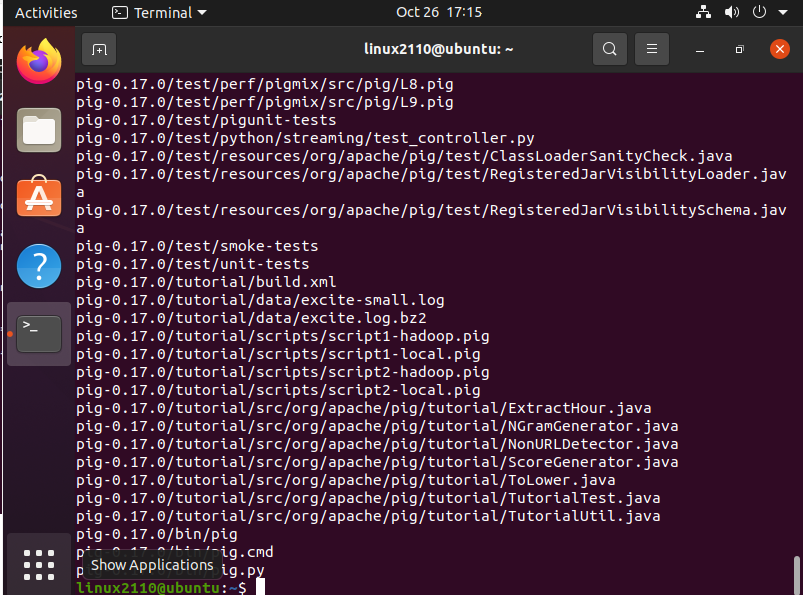 Activities
Terminal
Oct 26 17:15
linux2110@ubuntu: ~
pig-0.17.0/test/perf/pigmix/src/pig/L8.pig
pig-0.17.0/test/perf/pigmix/src/pig/L9.pig
pig-0.17.0/test/pigunit-tests
pig-0.17.0/test/python/streaming/test_controller.py
pig-0.17.0/test/resources/org/apache/pig/test/ClassLoaderSanityCheck.java
pig-0.17.0/test/resources/org/apache/pig/test/RegisteredJarVisibilityLoader.jav
a
pig-0.17.0/test/resources/org/apache/pig/test/RegisteredJarVisibilitySchema.jav
a
pig-0.17.0/test/smoke-tests
pig-0.17.0/test/unit-tests
pig-0.17.0/tutorial/build.xml
pig-0.17.0/tutorial/data/excite-small.log
pig-0.17.0/tutorial/data/excite.log.bz2
pig-0.17.0/tutorial/scripts/script1-hadoop.pig
pig-0.17.0/tutorial/scripts/script1-local.pig
pig-0.17.0/tutorial/scripts/script2-hadoop.pig
pig-0.17.0/tutorial/scripts/script2-local.pig
pig-0.17.0/tutorial/src/org/apache/pig/tutorial/ExtractHour.java
pig-0.17.0/tutorial/src/org/apache/pig/tutorial/NGramGenerator.java
pig-0.17.0/tutorial/src/org/apache/pig/tutorial/NonURLDetector.java
pig-0.17.0/tutorial/src/org/apache/pig/tutorial/ScoreGenerator.java
pig-0.17.0/tutorial/src/org/apache/pig/tutorial/ToLower.java
pig-0.17.0/tutorial/src/org/apache/pig/tutorial/TutorialTest.java
pig-0.17.0/tutorial/src/org/apache/pig/tutorial/TutorialUtil.java
pig-0.17.0/bin/pig
pig-0.17.0/bin/pig.cmd
Show Applications
pig.py
linux2110@ubuntu:~$